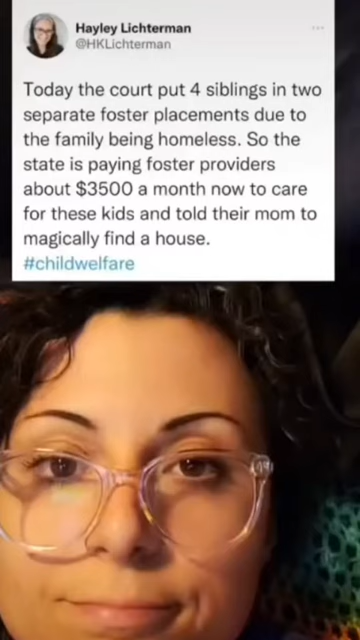 Hayley Lichterman
@HKLichterman
Today the court put 4 siblings in two
separate foster placements due to
the family being homeless. So the
state is paying foster providers
about $3500 a month now to care
for these kids and told their mom to
magically find a house.
#childwelfare